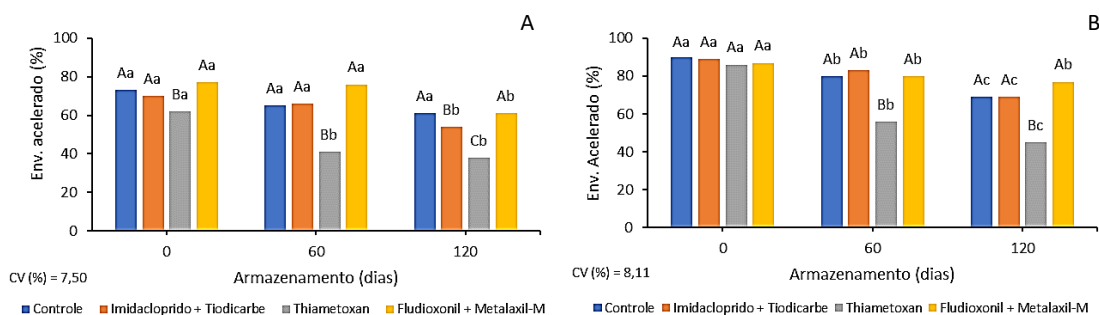 A
100
80
60
40
20
0
Env. acelerado (%)
Aa Aa Ba Aa
Aa Aa Bb Aa
Aa Bb Cb Ab
0 60 120
CV (%) = 7,50
Armazenamento (dias)
Controle Imidacloprido + Tiodicarbe Thiametoxan Fludioxonil + Metalaxil-M
B
100
80
60
40
20
0
Env. Acelerado (%)
Aa Aa Aa Aa
Ab Ab Bb Ab
Ac Ac Bc Ab
0 60 120
CV (%) = 8,11
Armazenamento (dias)
Controle Imidacloprido + Tiodicarbe Thiametoxan Fludioxonil + Metalaxil-M